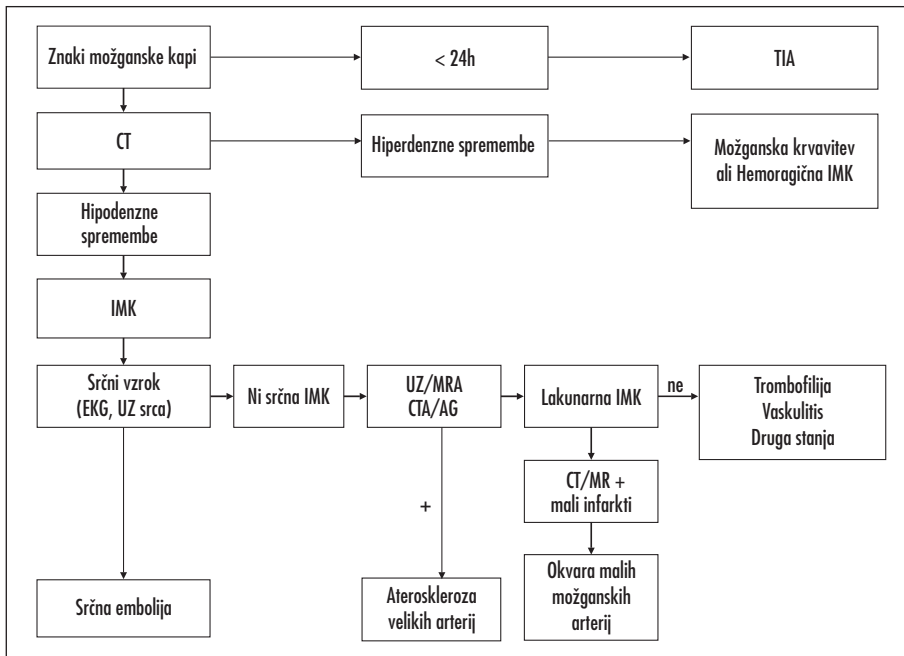 Znaki možganske kapi
< 24h
TIA
CT
Hiperdenzne spremembe
Možganska krvavitev
ali Hemoragična IMK
Hipodenzne
spremembe
IMK
Srčni vzrok
(EKG, UZ srca)
Ni srčna IMK
UZ/MRA
CTA/AG
Lakunarna IMK
ne
Trombofilija
Vaskulitis
Druga stanja
CT/MR +
mali infarkti
+
Srčna embolija
Ateroskleroza
velikih arterij
Okvara malih
možganskih
arterij